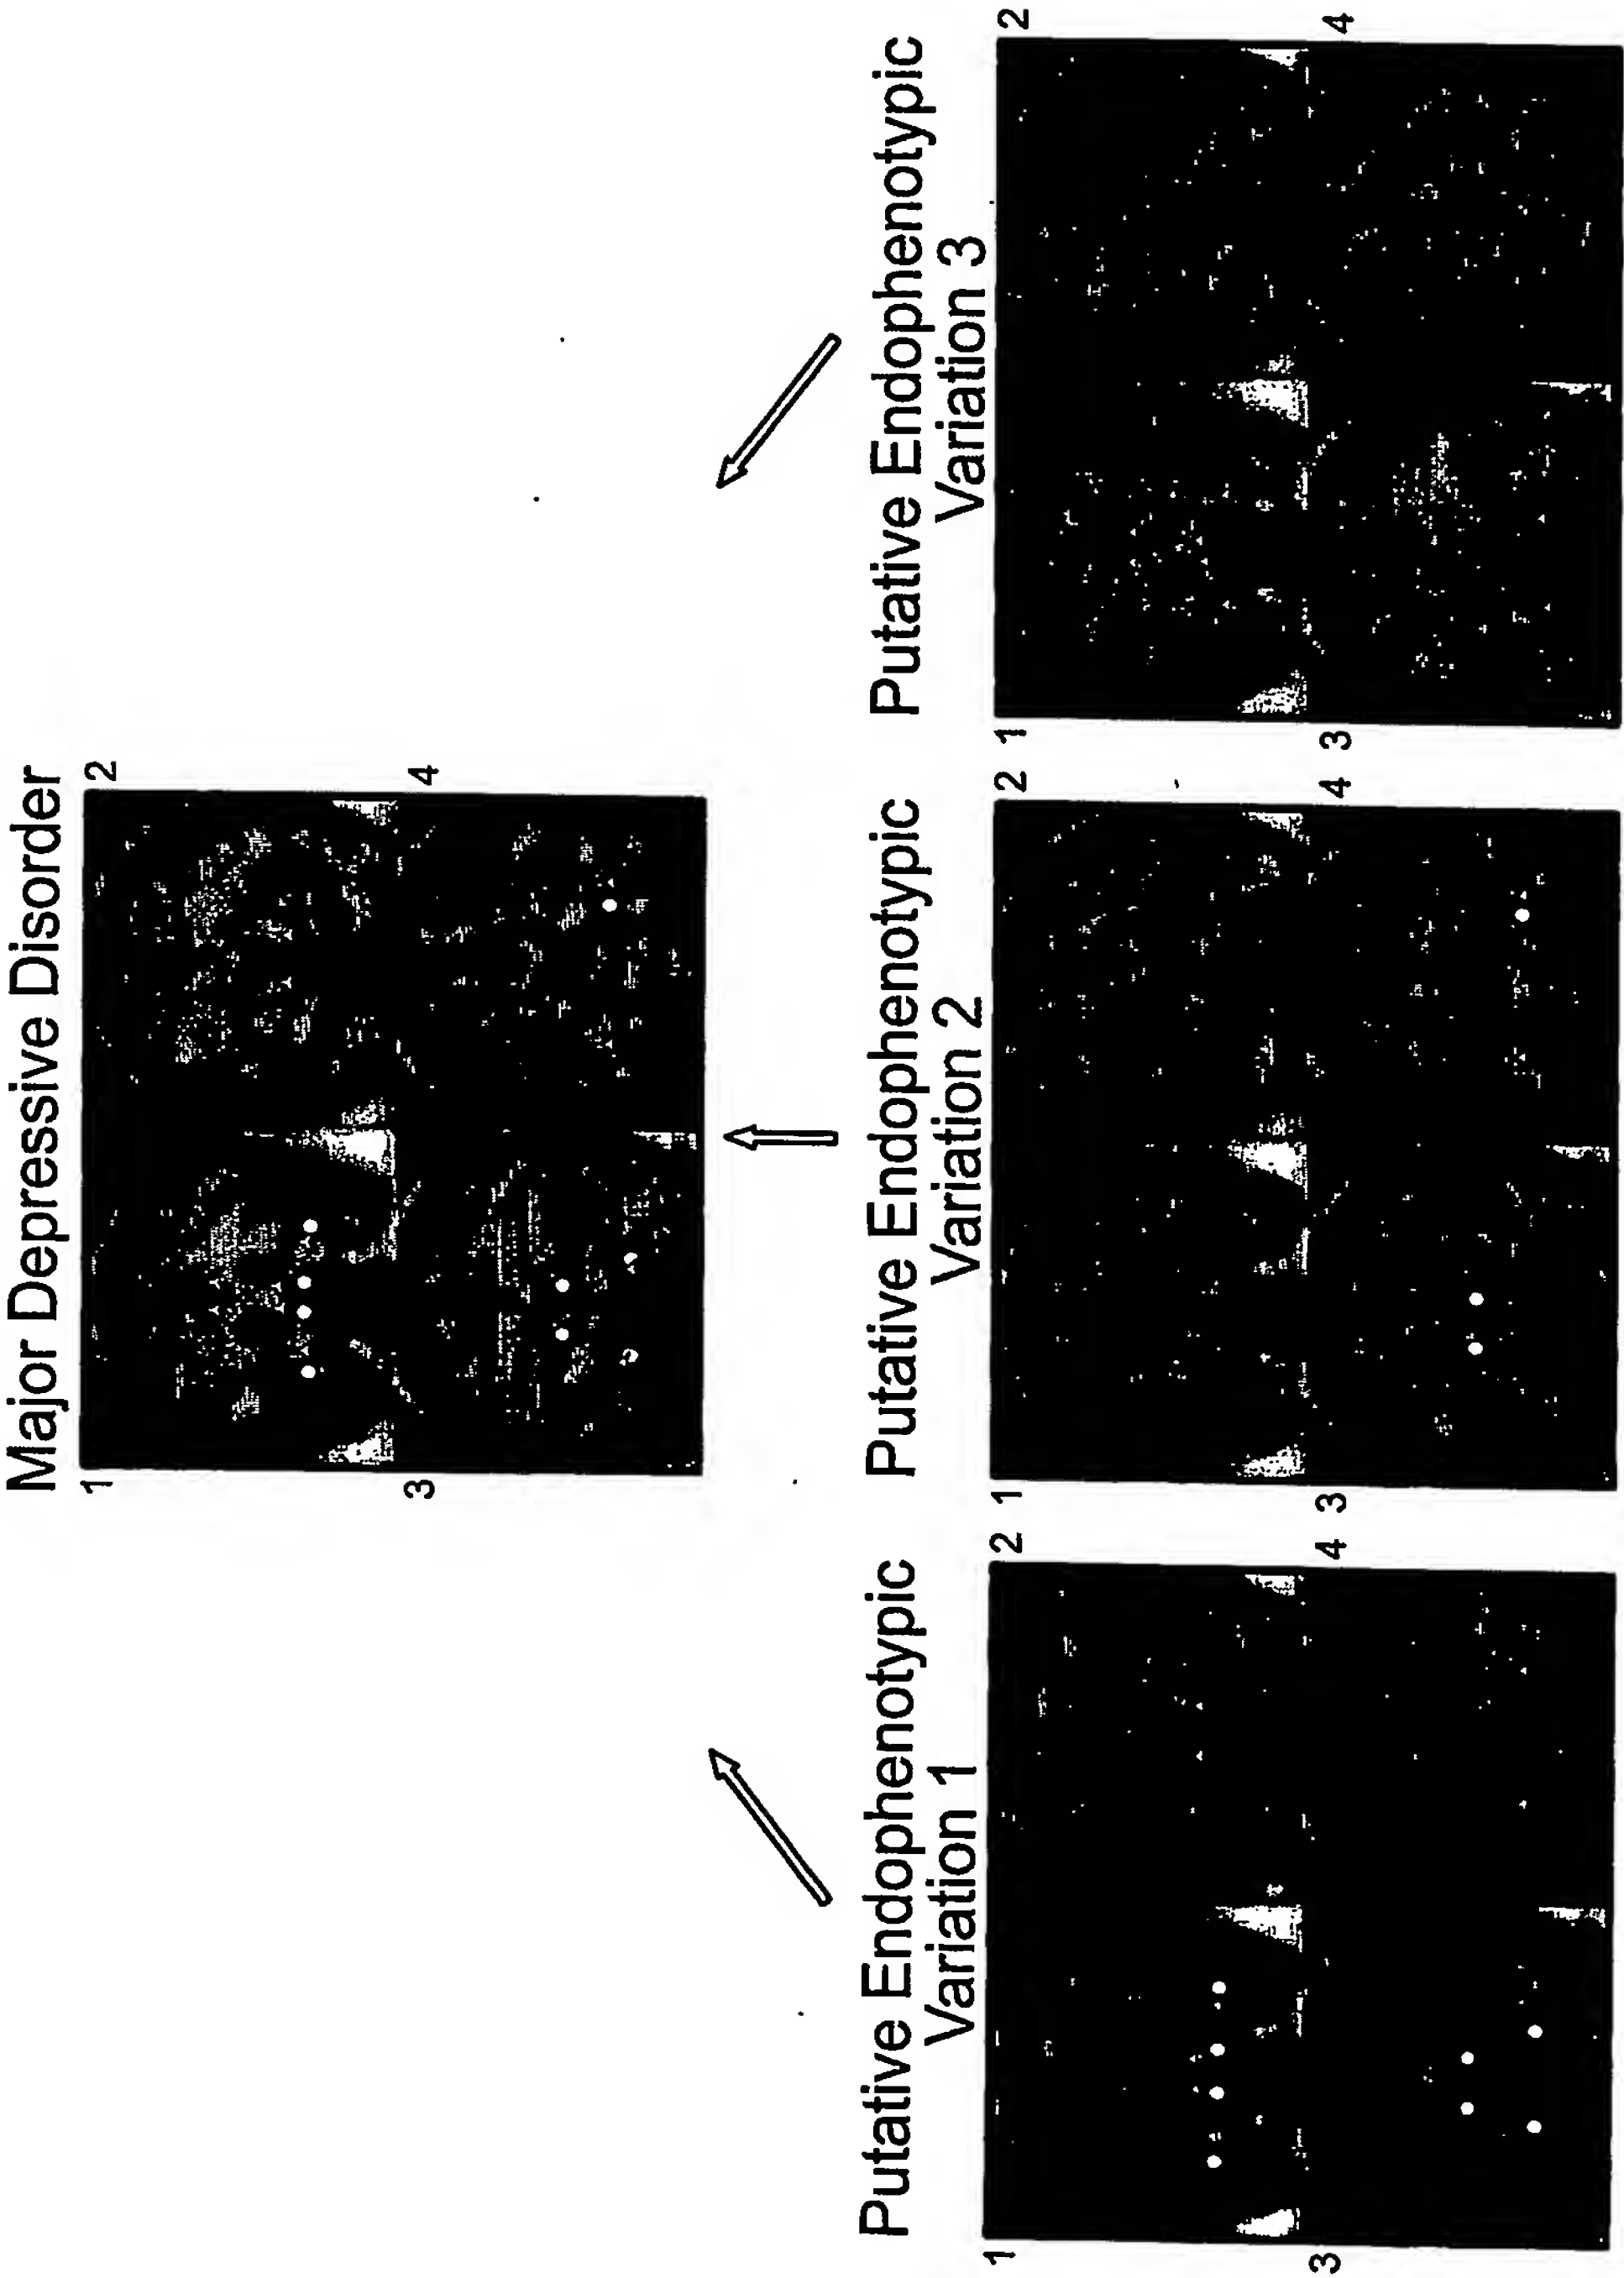 Major Depressive Disorder
1
2
3
4
Putative Endophenotypic
Variation 1
1
2
3
4
Putative Endophenotypic
Variation 2
1
2
3
4
Putative Endophenotypic
Variation 3
1
2
3
4